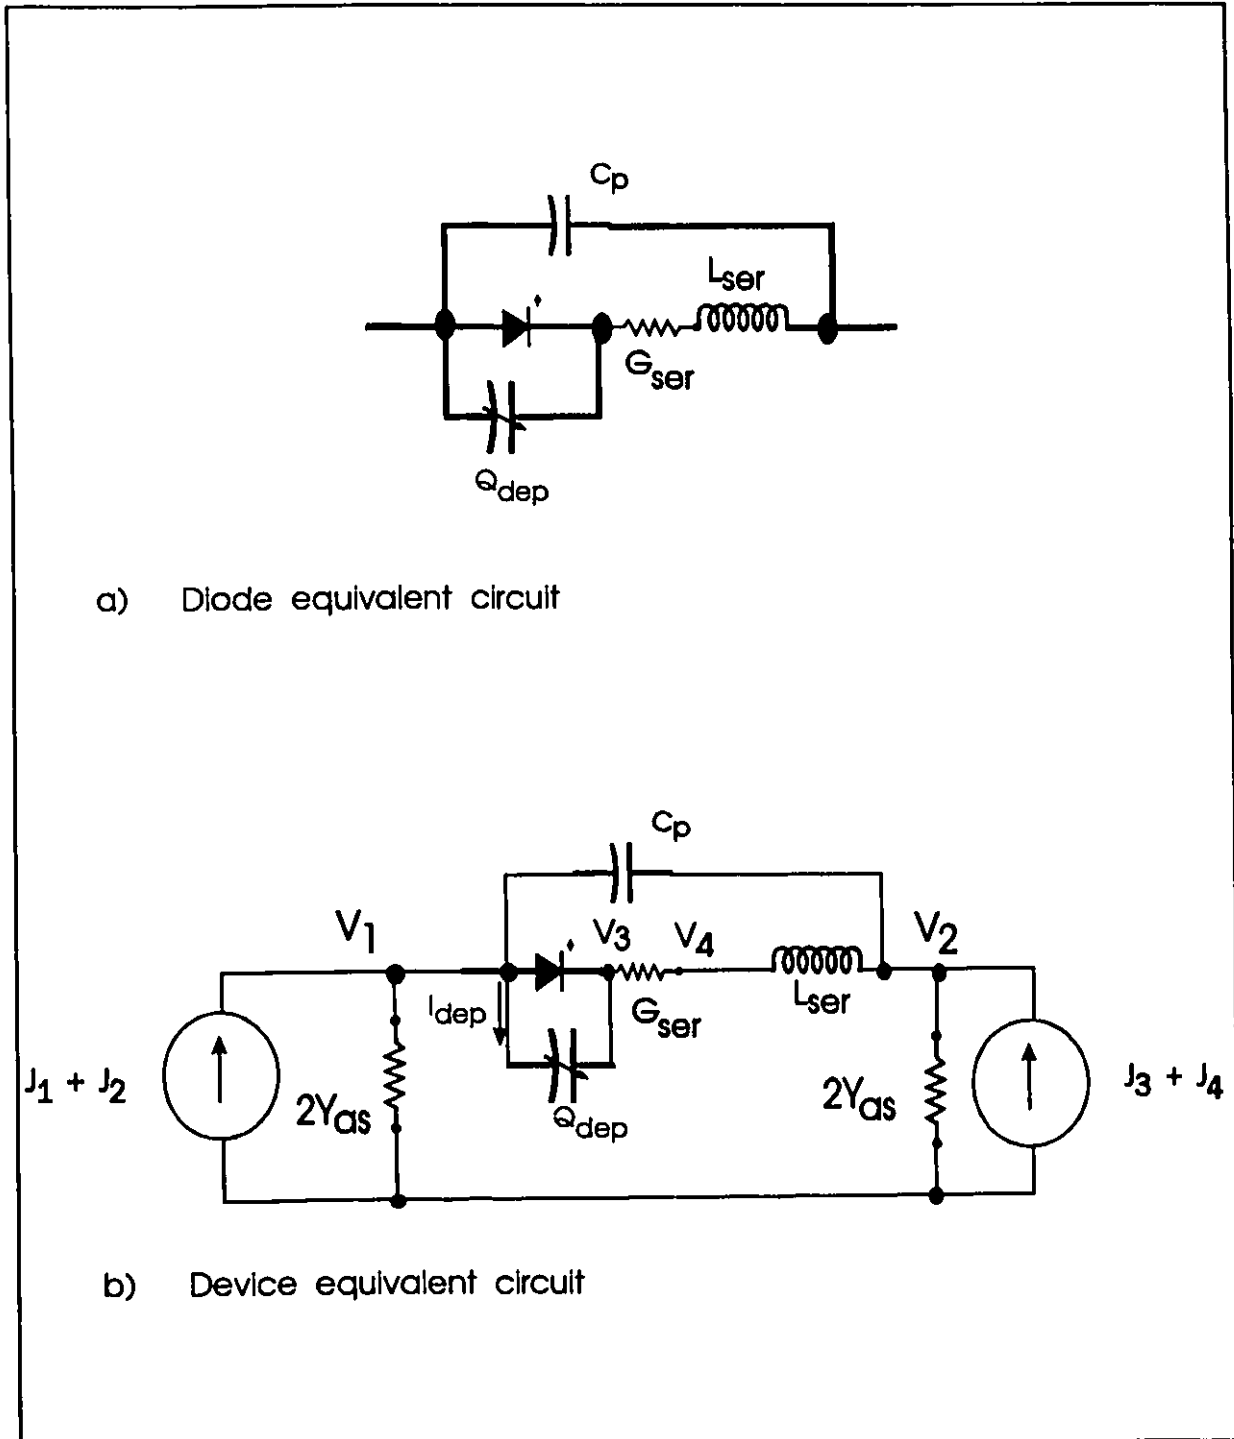 Cp
Lser
Gser
Qdep
a) Diode equivalent circuit
Cp
V1
V3
V4
V2
Idep
Gser
Lser
J1 + J2
2Yas
Qdep
2Yas
J3 + J4
b) Device equivalent circuit